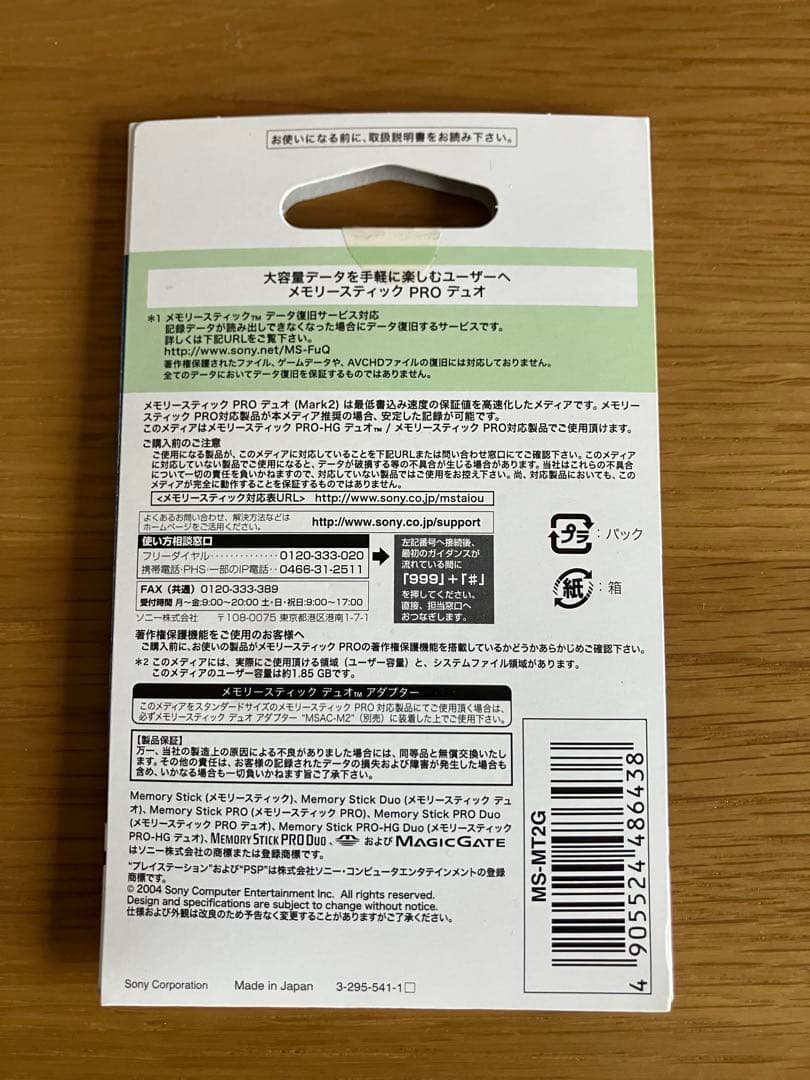 お使いになる前に、取扱説明書をお読み下さい。
大容量データを手軽に楽しむユーザーへ
メモリースティック PRO デュオ
*1 メモリースティック™ データ復旧サービス対応
記録データが読み出しできなくなった場合にデータ復旧するサービスです。
詳しくは下記URLをご覧下さい。
http://www.sony.net/MS-FuQ
著作権保護されたファイル、ゲームデータや、AVCHDファイルの復旧には対応しておりません。
全てのデータにおいてデータ復旧を保証するものではありません。
メモリースティック PRO デュオ (Mark2) は最低書込み速度の保証値を高速化したメディアです。メモリー
スティック PRO対応製品が本メディア推奨の場合、安定した記録が可能です。
このメディアはメモリースティック PRO-HG デュオ™ / メモリースティック PRO対応製品でご使用頂けます。
ご購入前のご注意
ご使用になる製品が、このメディアに対応していることを下記URLまたは問い合わせ窓口にてご確認下さい。このメディア
に対応していない製品でご使用になると、データが破損する等の不具合が生じる場合があります。当社はこれらの不具合
について一切の責任を負いかねますので、対応していない製品ではご使用をお控え下さい。尚、対応製品においても、この
メディアが完全に動作することを保証するものではありません。
<メモリースティック対応表URL> http://www.sony.co.jp/mstaiou
よくあるお問い合わせ、解決方法などは
ホームページをご活用ください。
http://www.sony.co.jp/support
使い方相談窓口
フリーダイヤル・・・・・・・・・・・・・・0120-333-020
携帯電話・PHS・一部のIP電話・・0466-31-2511
FAX（共通）0120-333-389
受付時間 月～金:9:00～20:00 土・日・祝日:9:00～17:00
左記番号へ接続後、
最初のガイダンスが
流れている間に
「999」+「#」
を押してください。
直接、担当窓口へ
おつなぎします。
プラ : パック
紙 : 箱
ソニー株式会社 〒108-0075 東京都港区港南1-7-1
著作権保護機能をご使用のお客様へ
ご購入前に、お使いの製品がメモリースティック PROの著作権保護機能を搭載しているかどうかあらかじめご確認下さい。
*2 このメディアには、実際にご使用頂ける領域（ユーザー容量）と、システムファイル領域があります。
このメディアのユーザー容量は約1.85 GBです。
メモリースティック デュオ™ アダプター
このメディアをスタンダードサイズのメモリースティック PRO 対応製品にてご使用頂く場合は、
必ずメモリースティック デュオ アダプター "MSAC-M2"（別売）に装着した上でご使用下さい。
【製品保証】
万一、当社の製造上の原因による不良がありました場合には、同等品と無償交換いたし
ます。その他の責任は、お客様の記録されたデータの損失および障害が発生した場合も
含め、いかなる場合も一切負いかねます旨ご了承下さい。
Memory Stick (メモリースティック)、Memory Stick Duo (メモリースティック デュ
オ)、Memory Stick PRO (メモリースティック PRO)、Memory Stick PRO Duo
(メモリースティック PRO デュオ)、Memory Stick PRO-HG Duo (メモリースティック
PRO-HG デュオ)、MEMORY STICK PRO DUO 、 および MAGICGATE
はソニー株式会社の商標または登録商標です。
"プレイステーション"および"PSP"は株式会社ソニー・コンピュータエンタテインメントの登録
商標です。
© 2004 Sony Computer Entertainment Inc. All rights reserved.
Design and specifications are subject to change without notice.
仕様および外観は改良のため予告なく変更することがありますがご了承ください。
MS-MT2G
4 905524 486438
Sony Corporation Made in Japan 3-295-541-1□